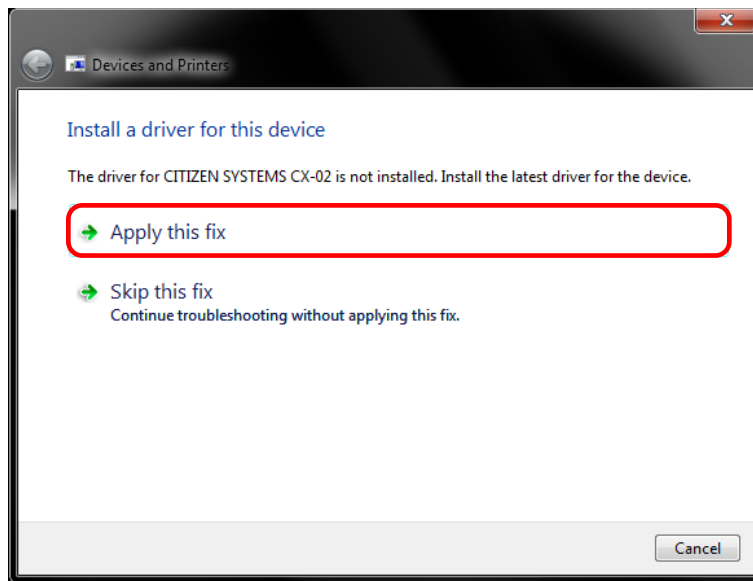 Devices and Printers
Install a driver for this device
The driver for CITIZEN SYSTEMS CX-02 is not installed. Install the latest driver for the device.
Apply this fix
Skip this fix
Continue troubleshooting without applying this fix.
Cancel